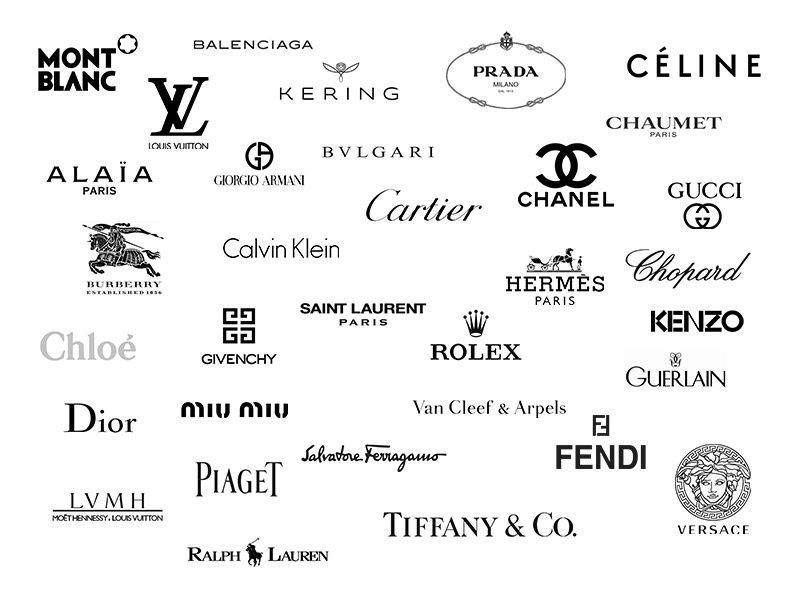 MONT
BLANC
BALENCIAGA
KERING
PRADA
MILANO
DAL 1913
CÉLINE
LOUIS VUITTON
CHAUMET
PARIS
ALAÏA
PARIS
GIORGIO ARMANI
BVLGARI
CHANEL
GUCCI
Cartier
BURBERRY
ESTABLISHED 1856
Calvin Klein
HERMÈS
PARIS
Chopard
SAINT LAURENT
PARIS
KENZO
Chloé
GIVENCHY
ROLEX
GUERLAIN
Dior
miu miu
Van Cleef & Arpels
FENDI
Salvatore Ferragamo
PIAGET
LVMH
MOËT HENNESSY. LOUIS VUITTON
VERSACE
TIFFANY & CO.
RALPH LAUREN